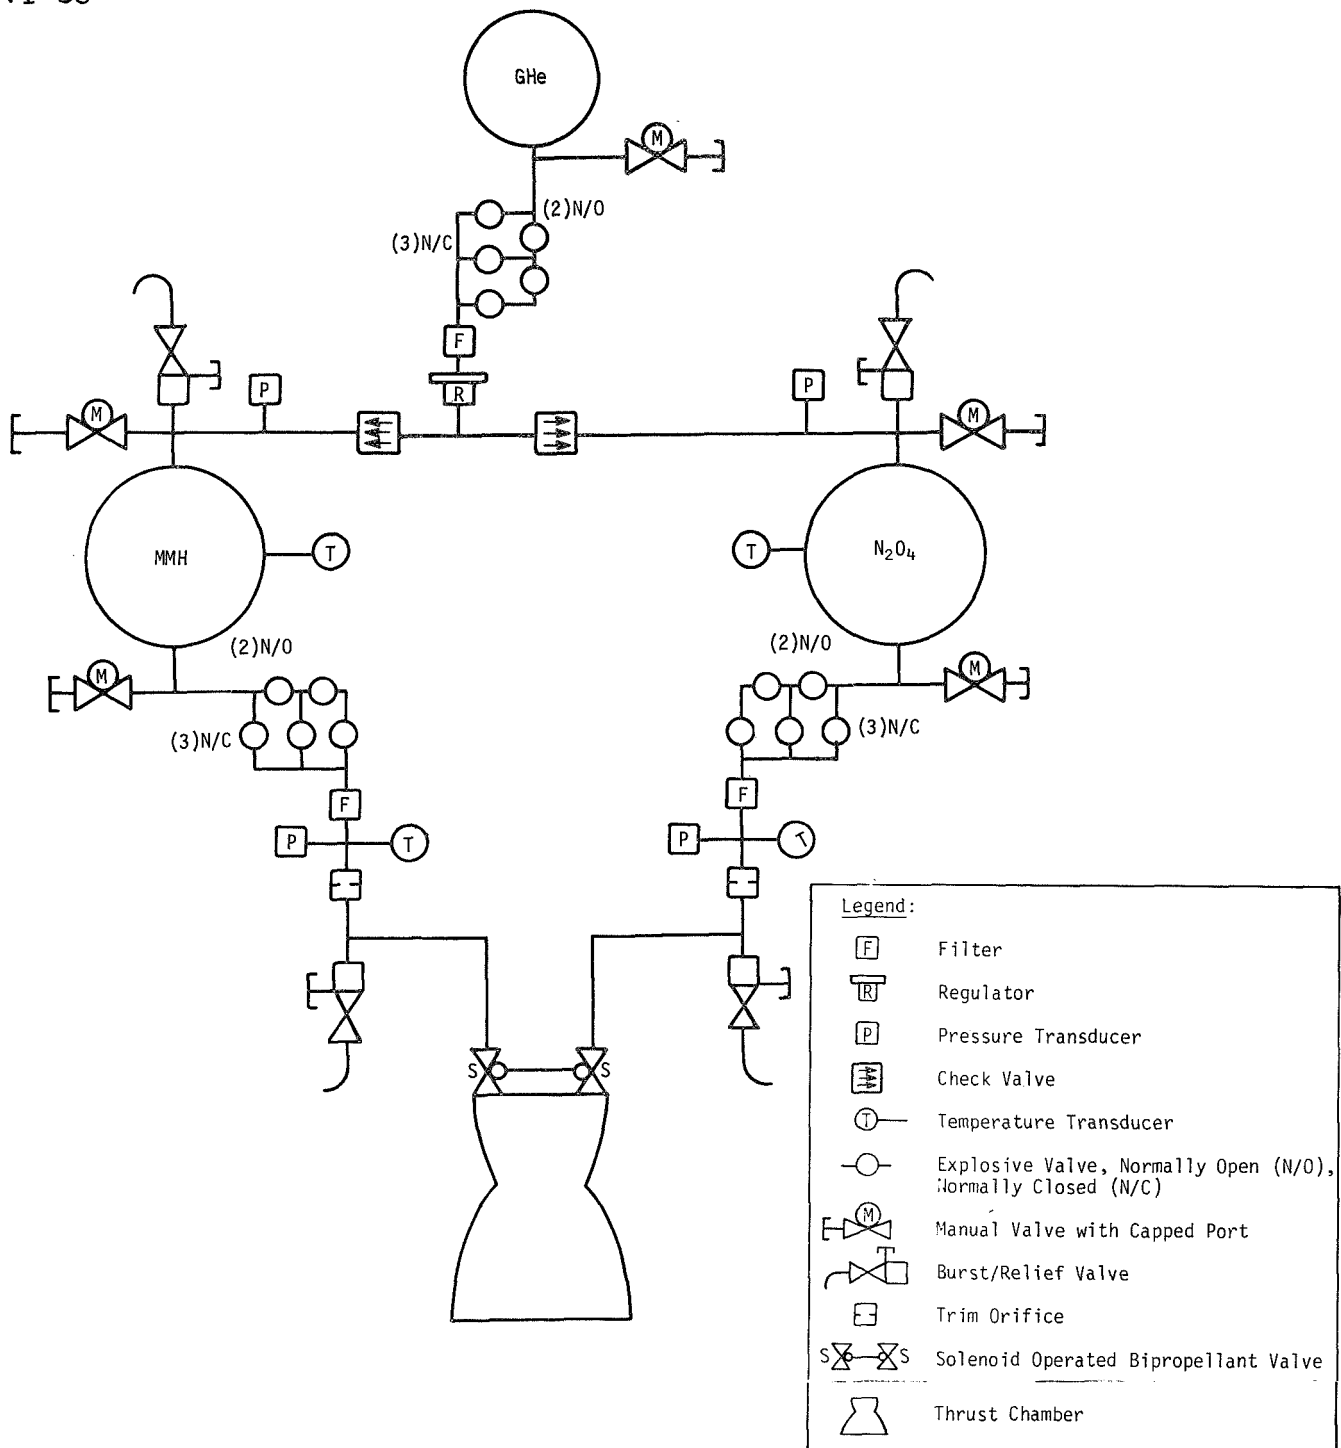 GHe
M
(2)N/O
(3)N/C
F
R
P
P
M
M
MMH
T
T
N₂O₄
(2)N/O
(2)N/O
M
M
(3)N/C
(3)N/C
F
F
P
T
P
T
S
S
Legend:
F Filter
R Regulator
P Pressure Transducer
Check Valve
T Temperature Transducer
Explosive Valve, Normally Open (N/O),
Normally Closed (N/C)
M Manual Valve with Capped Port
Burst/Relief Valve
Trim Orifice
S S Solenoid Operated Bipropellant Valve
Thrust Chamber